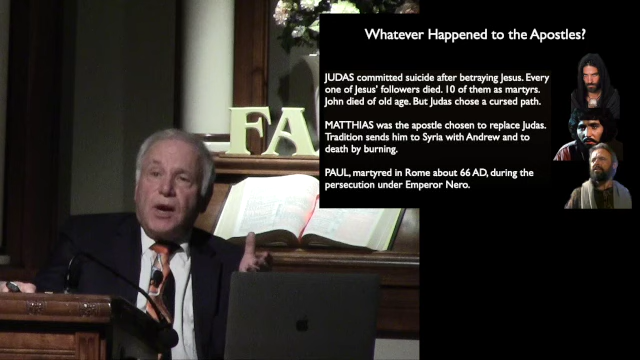 Whatever Happened to the Apostles?
JUDAS committed suicide after betraying Jesus. Every
one of Jesus' followers died. 10 of them as martyrs.
John died of old age. But Judas chose a cursed path.
MATTHIAS was the apostle chosen to replace Judas.
Tradition sends him to Syria with Andrew and to
death by burning.
PAUL, martyred in Rome about 66 AD, during the
persecution under Emperor Nero.
FA